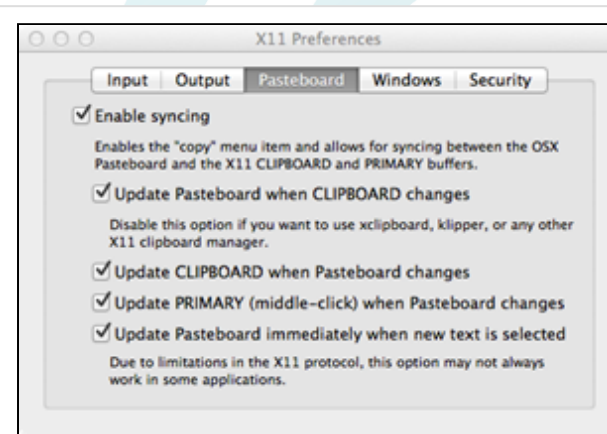 X11 Preferences
Input Output Pasteboard Windows Security
Enable syncing
Enables the "copy" menu item and allows for syncing between the OSX
Pasteboard and the X11 CLIPBOARD and PRIMARY buffers.
Update Pasteboard when CLIPBOARD changes
Disable this option if you want to use xclipboard, klipper, or any other
X11 clipboard manager.
Update CLIPBOARD when Pasteboard changes
Update PRIMARY (middle-click) when Pasteboard changes
Update Pasteboard immediately when new text is selected
Due to limitations in the X11 protocol, this option may not always
work in some applications.